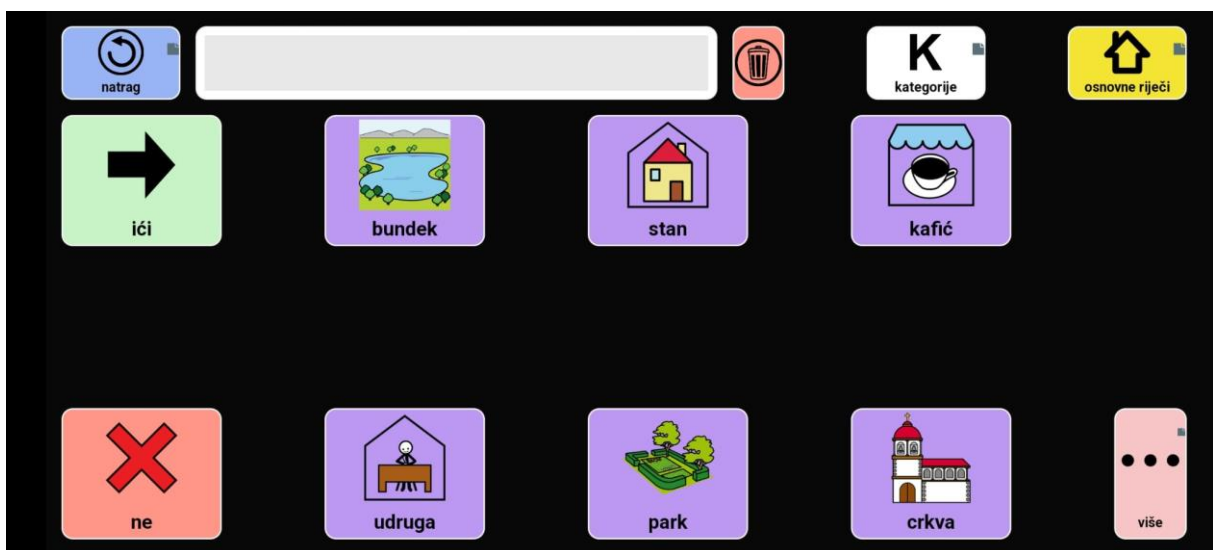 natrag
K
kategorije
osnovne riječi
ići
bundek
stan
kafić
ne
udruga
park
crkva
više